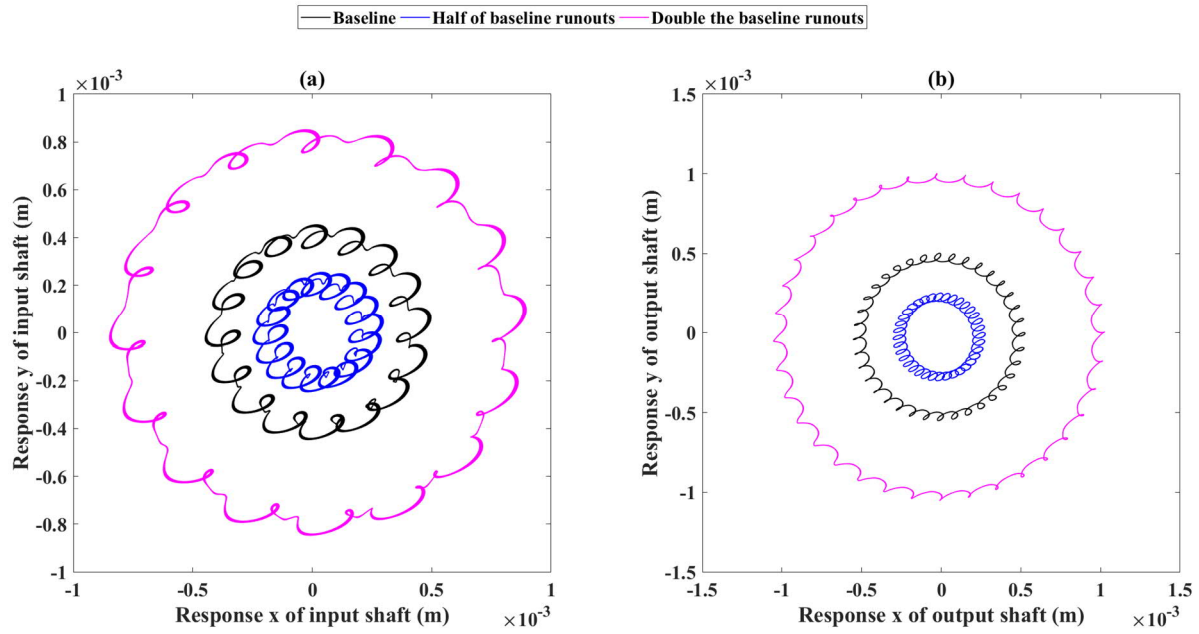 Baseline Half of baseline runouts Double the baseline runouts
(a)
×10⁻³
1
0.8
0.6
0.4
0.2
0
-0.2
-0.4
-0.6
-0.8
-1
Response y of input shaft (m)
-1 -0.5 0 0.5 1
Response x of input shaft (m)
×10⁻³
(b)
×10⁻³
1.5
1
0.5
0
-0.5
-1
-1.5
Response y of output shaft (m)
-1.5 -1 -0.5 0 0.5 1 1.5
Response x of output shaft (m)
×10⁻³